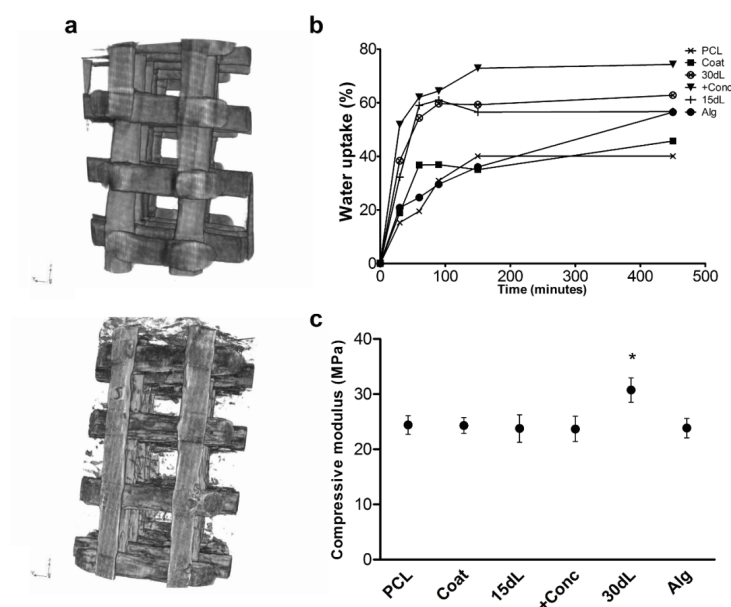 a
b
80
60
40
20
0
Water uptake (%)
0 100 200 300 400 500
Time (minutes)
PCL
Coat
30dL
+Conc
15dL
Alg
c
40
30
20
10
0
Compressive modulus (MPa)
*
PCL Coat 15dL +Conc 30dL Alg